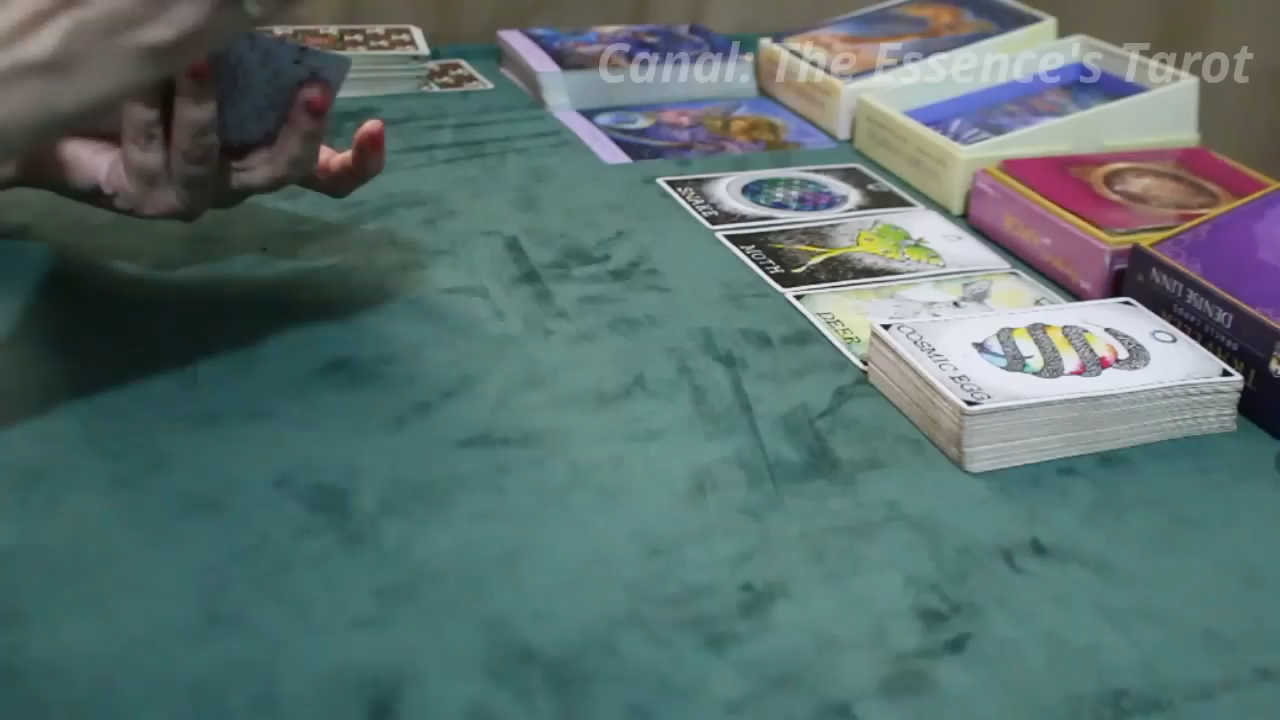 Canal: The Essence's Tarot
SNAKE
MOTH
DEER
COSMIC EGG
DENISE LINN